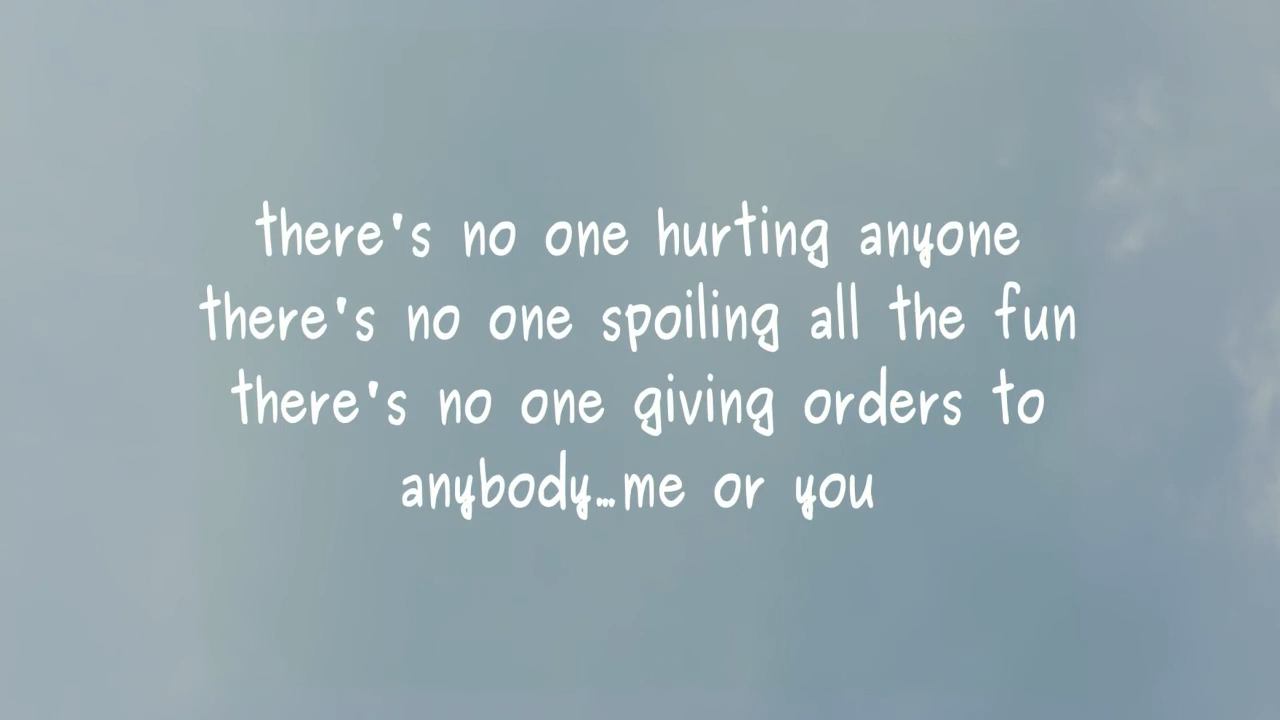 there's no one hurting anyone
there's no one spoiling all the fun
there's no one giving orders to
anybody...me or you